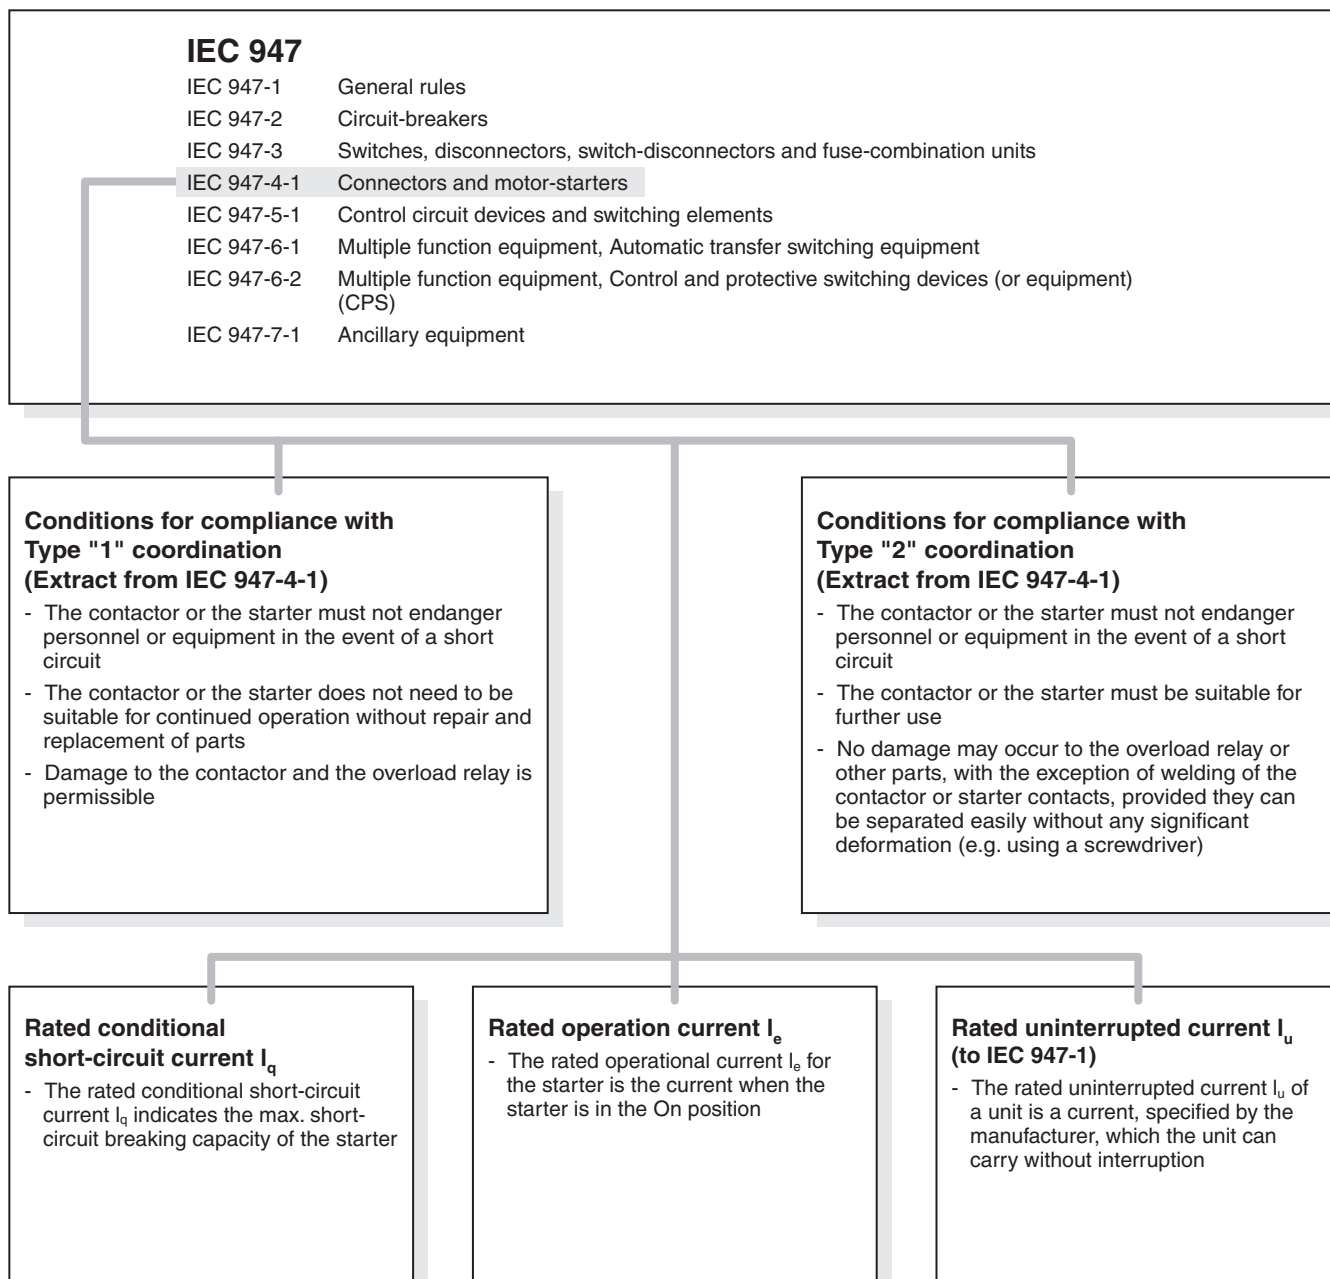 IEC 947
IEC 947-1 General rules
IEC 947-2 Circuit-breakers
IEC 947-3 Switches, disconnectors, switch-disconnectors and fuse-combination units
IEC 947-4-1 Connectors and motor-starters
IEC 947-5-1 Control circuit devices and switching elements
IEC 947-6-1 Multiple function equipment, Automatic transfer switching equipment
IEC 947-6-2 Multiple function equipment, Control and protective switching devices (or equipment)
(CPS)
IEC 947-7-1 Ancillary equipment
Conditions for compliance with
Type "1" coordination
(Extract from IEC 947-4-1)
- The contactor or the starter must not endanger
personnel or equipment in the event of a short
circuit
- The contactor or the starter does not need to be
suitable for continued operation without repair and
replacement of parts
- Damage to the contactor and the overload relay is
permissible
Conditions for compliance with
Type "2" coordination
(Extract from IEC 947-4-1)
- The contactor or the starter must not endanger
personnel or equipment in the event of a short
circuit
- The contactor or the starter must be suitable for
further use
- No damage may occur to the overload relay or
other parts, with the exception of welding of the
contactor or starter contacts, provided they can
be separated easily without any significant
deformation (e.g. using a screwdriver)
Rated conditional
short-circuit current Iq
- The rated conditional short-circuit
current Iq indicates the max. short-
circuit breaking capacity of the starter
Rated operation current Ie
- The rated operational current Ie for
the starter is the current when the
starter is in the On position
Rated uninterrupted current Iu
(to IEC 947-1)
- The rated uninterrupted current Iu of
a unit is a current, specified by the
manufacturer, which the unit can
carry without interruption